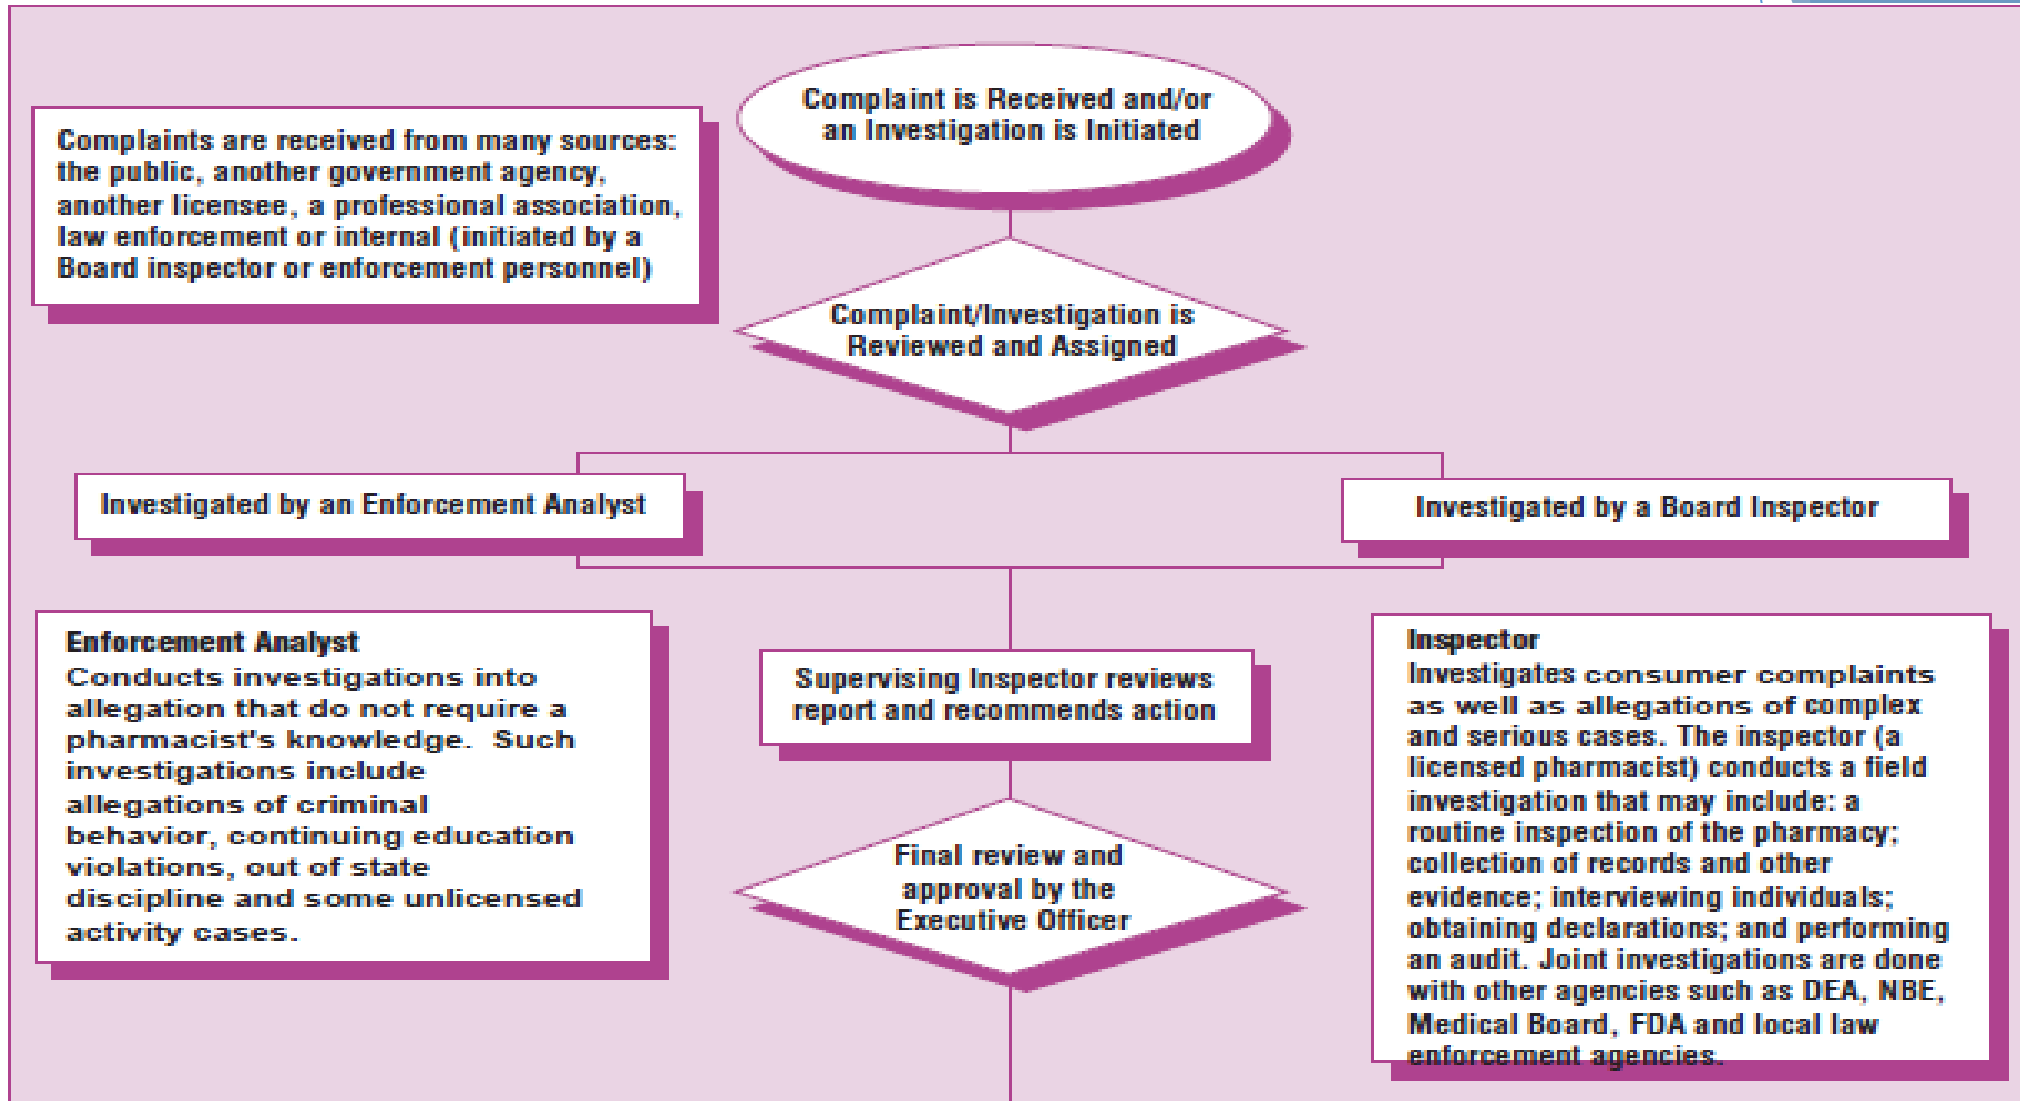 Complaint is Received and/or
an Investigation is Initiated
Complaints are received from many sources:
the public, another government agency,
another licensee, a professional association,
law enforcement or internal (initiated by a
Board inspector or enforcement personnel)
Complaint/Investigation is
Reviewed and Assigned
Investigated by an Enforcement Analyst
Investigated by a Board Inspector
Enforcement Analyst
Conducts investigations into
allegation that do not require a
pharmacist's knowledge. Such
investigations include
allegations of criminal
behavior, continuing education
violations, out of state
discipline and some unlicensed
activity cases.
Supervising Inspector reviews
report and recommends action
Final review and
approval by the
Executive Officer
Inspector
Investigates consumer complaints
as well as allegations of complex
and serious cases. The inspector (a
licensed pharmacist) conducts a field
investigation that may include: a
routine inspection of the pharmacy;
collection of records and other
evidence; interviewing individuals;
obtaining declarations; and performing
an audit. Joint investigations are done
with other agencies such as DEA, NBE,
Medical Board, FDA and local law
enforcement agencies.